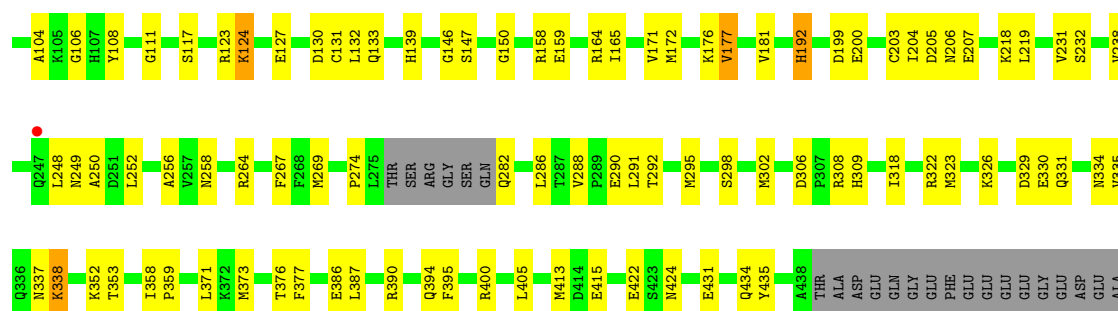 A104 K105 G106 H107 Y108 G111 S117 R123 K124 E127 D130 C131 L132 Q133 H139 G146 S147 G150 R158 E159 R164 I165 V171 M172 K176 V177 V181 H192 D199 E200 C203 I204 D205 N206 E207 K218 L219 V231 S232 V238
Q247 L248 N249 A250 D251 L252 A256 V257 N258 R264 F267 F268 M269 P274 L275 THR SER ARG GLY SER GLN Q282 L286 T287 V288 P289 E290 L291 T292 M295 S298 M302 D306 P307 R308 H309 I318 R322 M323 K326 D329 E330 Q331 N334 V335
Q336 N337 K338 K352 T353 I358 P359 L371 K372 M373 T376 F377 E386 L387 R390 Q394 F395 R400 L405 M413 D414 E415 E422 S423 N424 E431 Q434 Y435 A438 THR ALA ASP GLU GLN GLY GLU PHE GLU GLU GLU GLU GLY GLU ASP GLU ALA